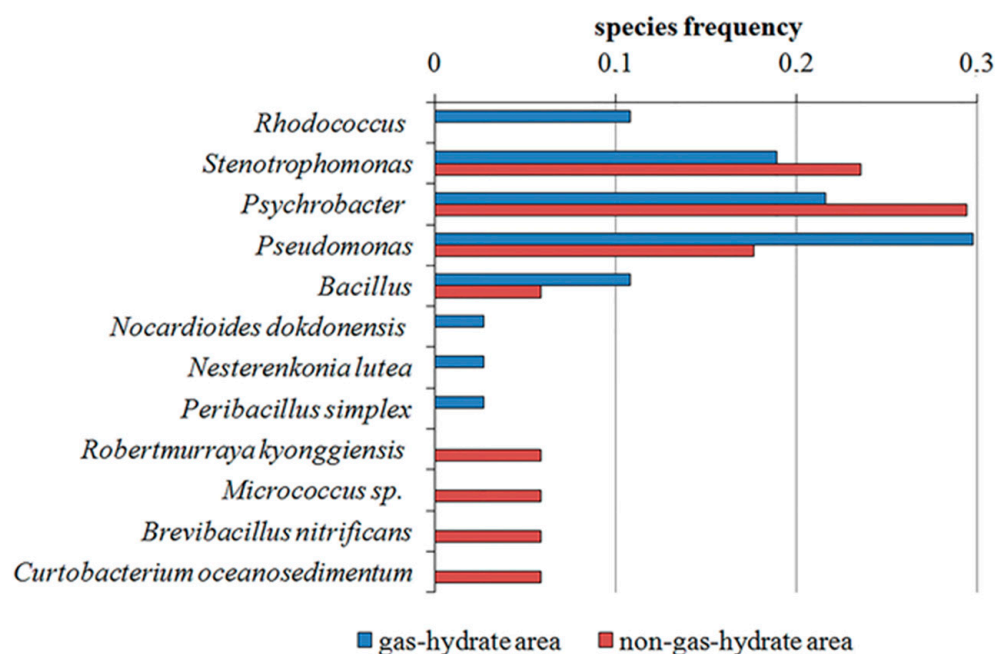 species frequency
0 0.1 0.2 0.3
Rhodococcus
Stenotrophomonas
Psychrobacter
Pseudomonas
Bacillus
Nocardioides dokdonensis
Nesterenkonia lutea
Peribacillus simplex
Robertmurraya kyonggiensis
Micrococcus sp.
Brevibacillus nitrificans
Curtobacterium oceanosedimentum
gas-hydrate area non-gas-hydrate area